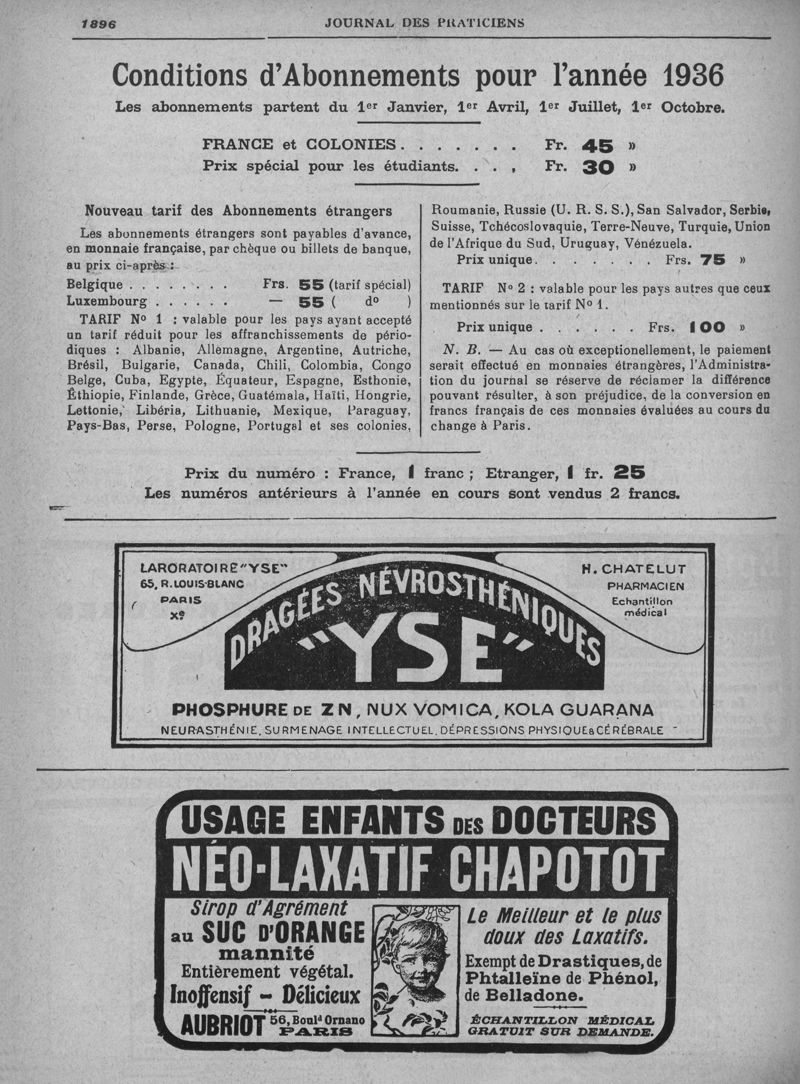 1896
JOURNAL DES PRATICIENS
Conditions d'Abonnements pour l'année 1936
Les abonnements partent du 1er Janvier, 1er Avril, 1er Juillet, 1er Octobre.
FRANCE et COLONIES . . . . . . . Fr. 45 »
Prix spécial pour les étudiants. . . , Fr. 30 »
Nouveau tarif des Abonnements étrangers
Les abonnements étrangers sont payables d'avance,
en monnaie française, par chèque ou billets de banque,
au prix ci-après :
Belgique . . . . . . . . Frs. 55 (tarif spécial)
Luxembourg . . . . . . — 55 ( do )
TARIF No 1 : valable pour les pays ayant accepté
un tarif réduit pour les affranchissements de pério-
diques : Albanie, Allemagne, Argentine, Autriche,
Brésil, Bulgarie, Canada, Chili, Colombia, Congo
Belge, Cuba, Egypte, Équateur, Espagne, Esthonie,
Éthiopie, Finlande, Grèce, Guatémala, Haïti, Hongrie,
Lettonie, Libéria, Lithuanie, Mexique, Paraguay,
Pays-Bas, Perse, Pologne, Portugal et ses colonies,
Roumanie, Russie (U. R. S. S.), San Salvador, Serbie,
Suisse, Tchécoslovaquie, Terre-Neuve, Turquie, Union
de l'Afrique du Sud, Uruguay, Vénézuela.
Prix unique . . . . . . . Frs. 75 »
TARIF No 2 : valable pour les pays autres que ceux
mentionnés sur le tarif No 1.
Prix unique . . . . . . Frs. 100 »
N. B. — Au cas où exceptionellement, le paiement
serait effectué en monnaies étrangères, l'Administra-
tion du journal se réserve de réclamer la différence
pouvant résulter, à son préjudice, de la conversion en
francs français de ces monnaies évaluées au cours du
change à Paris.
Prix du numéro : France, 1 franc ; Etranger, 1 fr. 25
Les numéros antérieurs à l'année en cours sont vendus 2 francs.
LARORATOIRE "YSE"
65, R. LOUIS-BLANC
PARIS
Xe
H. CHATELUT
PHARMACIEN
Echantillon
médical
DRAGÉES NÉVROSTHÉNIQUES
"YSE"
PHOSPHURE DE ZN, NUX VOMICA, KOLA GUARANA
NEURASTHÉNIE, SURMENAGE INTELLECTUEL. DÉPRESSIONS PHYSIQUE & CÉRÉBRALE
USAGE ENFANTS DES DOCTEURS
NÉO-LAXATIF CHAPOTOT
Sirop d'Agrément
au SUC D'ORANGE
mannité
Entièrement végétal.
Inoffensif - Délicieux
AUBRIOT 56, Bould Ornano
PARIS
Le Meilleur et le plus
doux des Laxatifs.
Exempt de Drastiques, de
Phtalleïne de Phénol,
de Belladone.
ÉCHANTILLON MÉDICAL
GRATUIT SUR DEMANDE.